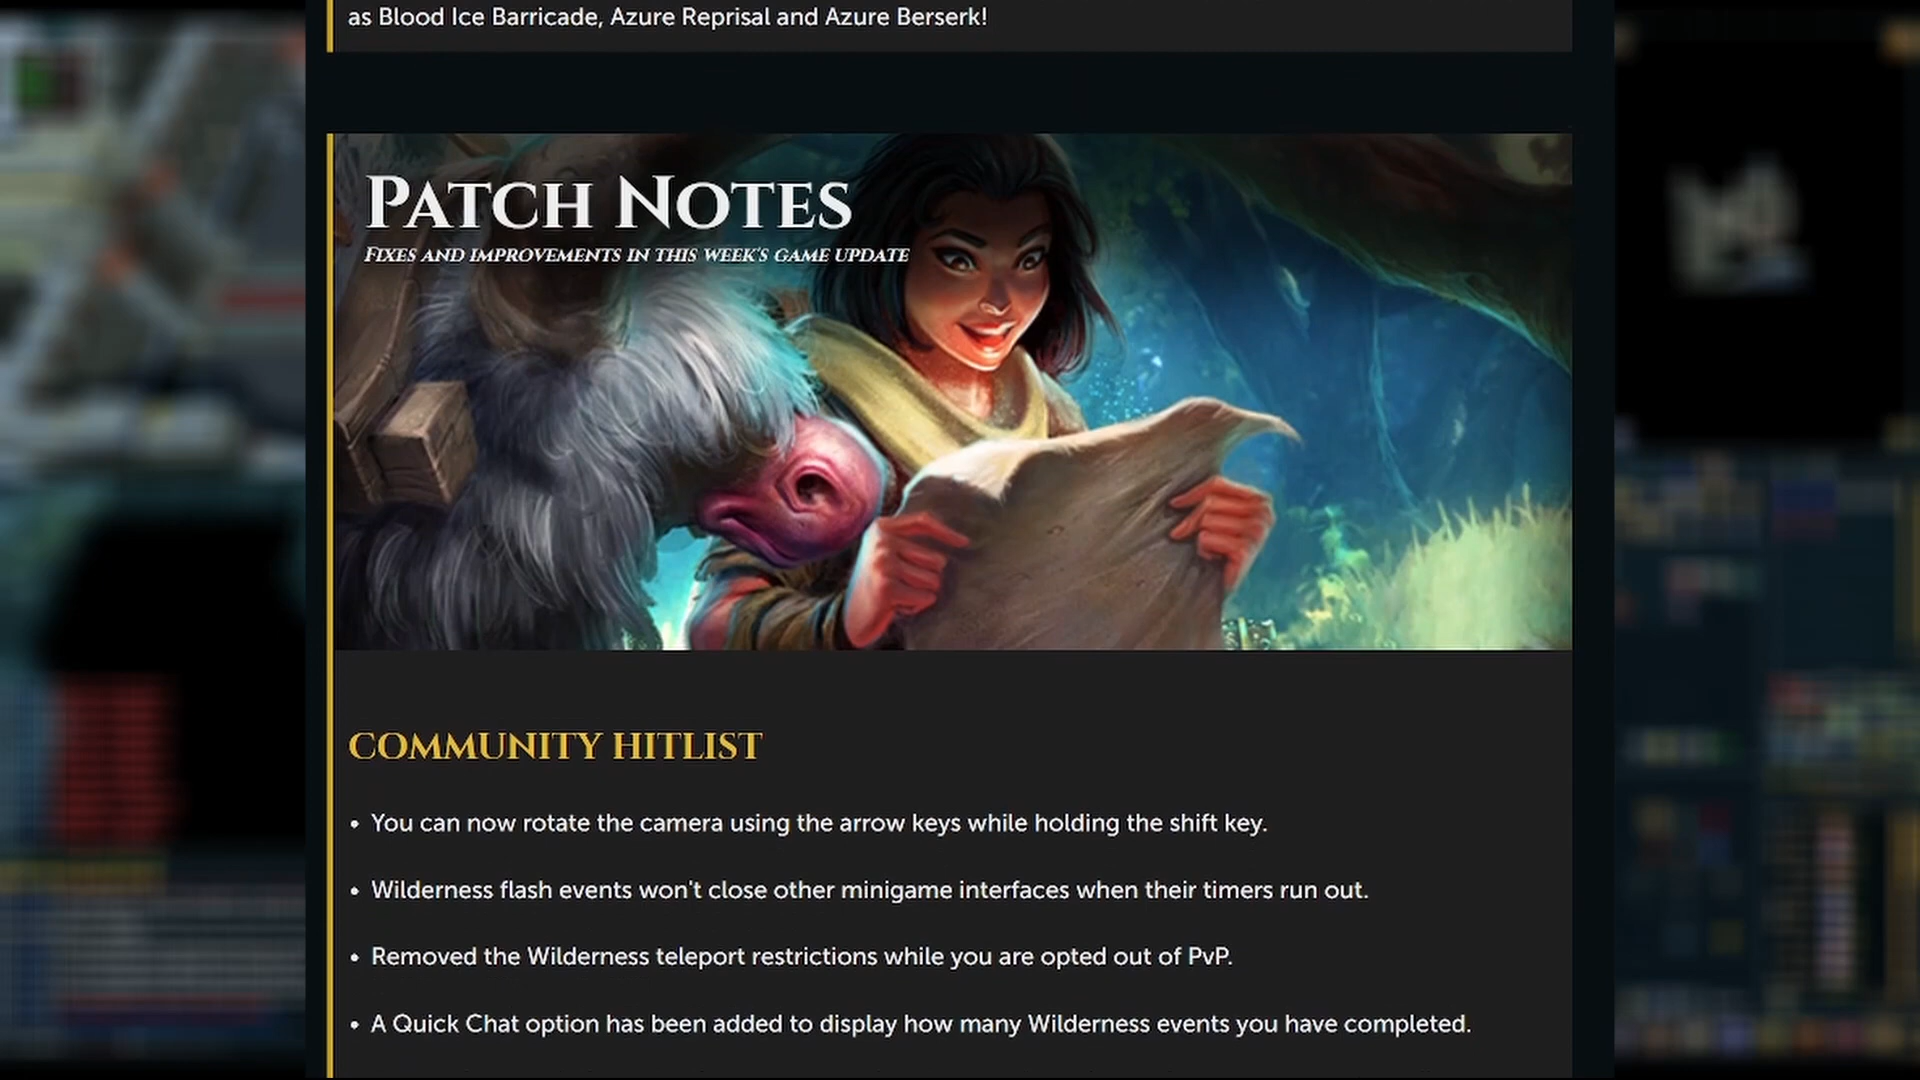 as Blood Ice Barricade, Azure Reprisal and Azure Berserk!
PATCH NOTES
FIXES AND IMPROVEMENTS IN THIS WEEK'S GAME UPDATE
COMMUNITY HITLIST
• You can now rotate the camera using the arrow keys while holding the shift key.
• Wilderness flash events won't close other minigame interfaces when their timers run out.
• Removed the Wilderness teleport restrictions while you are opted out of PvP.
• A Quick Chat option has been added to display how many Wilderness events you have completed.